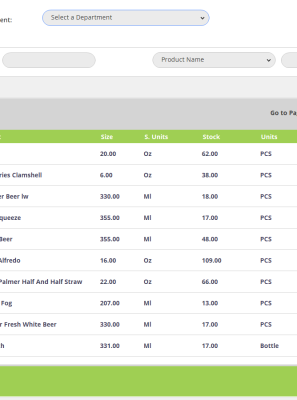 ent:
Select a Department
Product Name
Go to Pa
Size S. Units Stock Units
20.00 Oz 62.00 PCS
ries Clamshell 6.00 Oz 38.00 PCS
er Beer lw 330.00 Ml 18.00 PCS
queeze 355.00 Ml 17.00 PCS
Beer 355.00 Ml 48.00 PCS
Alfredo 16.00 Oz 109.00 PCS
Palmer Half And Half Straw 22.00 Oz 66.00 PCS
Fog 207.00 Ml 13.00 PCS
r Fresh White Beer 330.00 Ml 17.00 PCS
h 331.00 Ml 17.00 Bottle